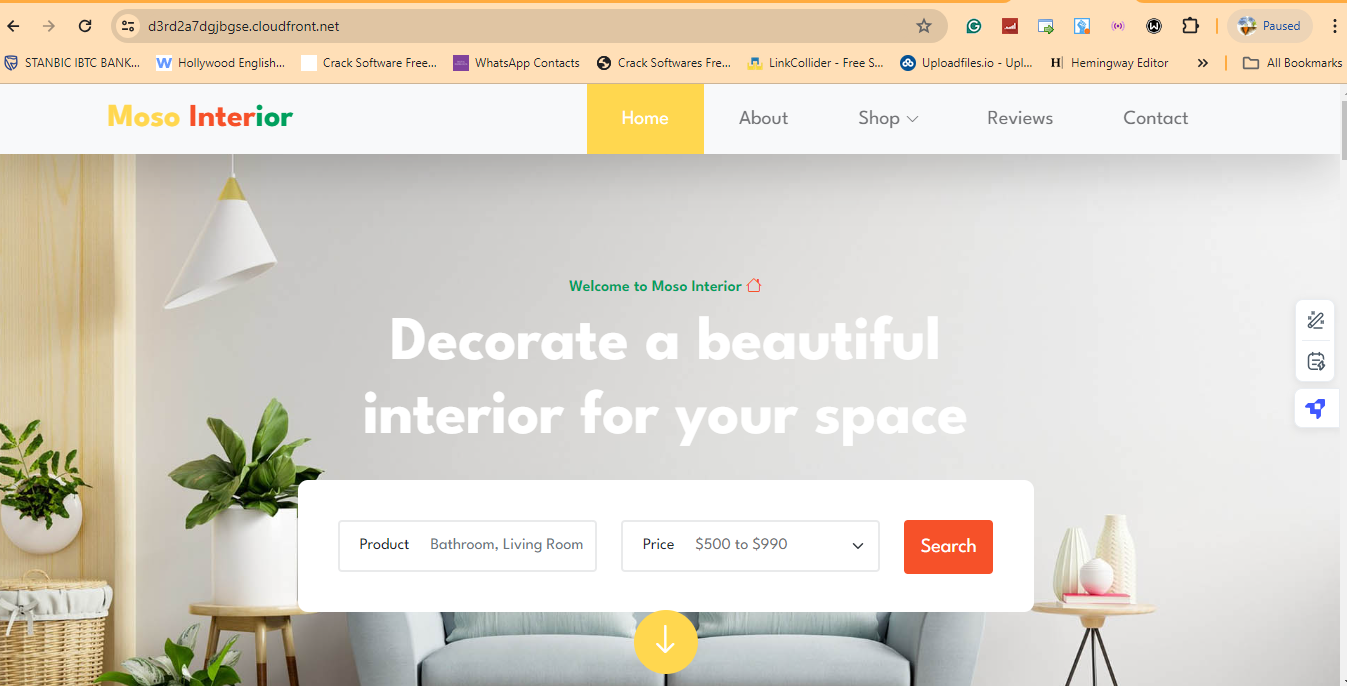 d3rd2a7dgjbgse.cloudfront.net
Paused
STANBIC IBTC BANK... Hollywood English... Crack Software Free... WhatsApp Contacts Crack Softwares Fre... LinkCollider - Free S... Uploadfiles.io - Upl... Hemingway Editor » All Bookmarks
Moso Interior Home About Shop Reviews Contact
Welcome to Moso Interior
Decorate a beautiful
interior for your space
Product Bathroom, Living Room Price $500 to $990 Search